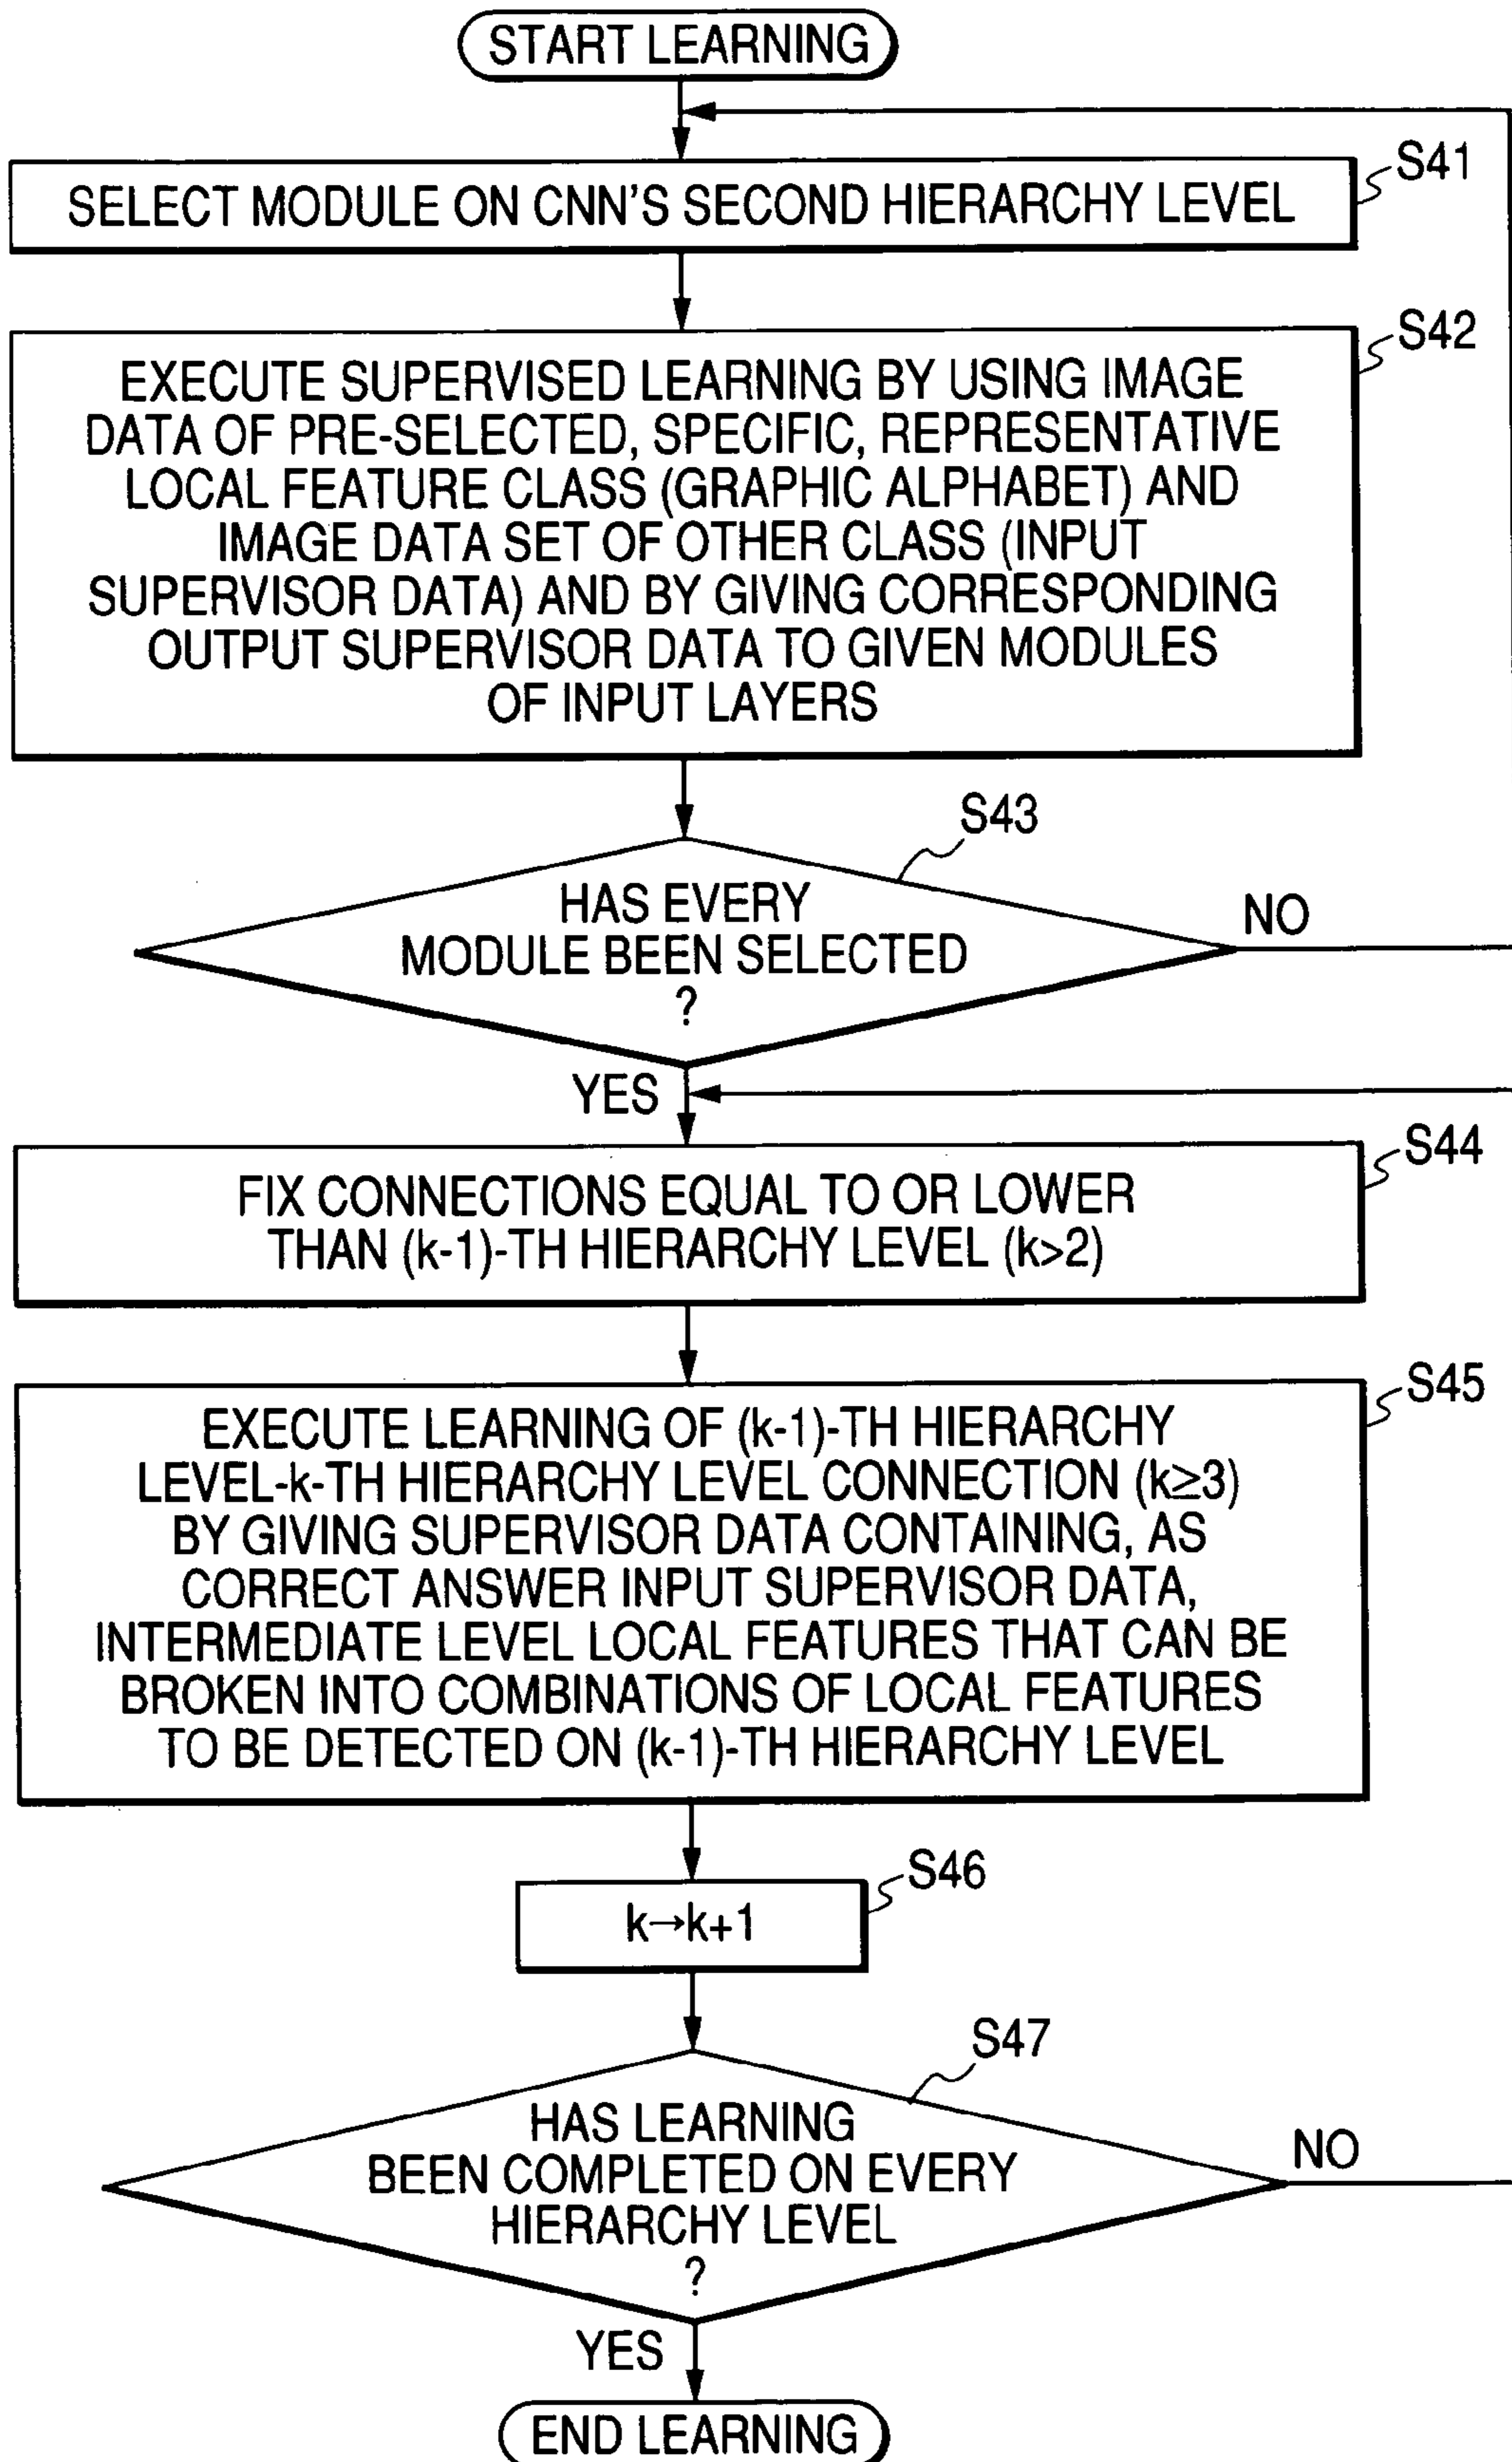 START LEARNING
S41
SELECT MODULE ON CNN'S SECOND HIERARCHY LEVEL
S42
EXECUTE SUPERVISED LEARNING BY USING IMAGE
DATA OF PRE-SELECTED, SPECIFIC, REPRESENTATIVE
LOCAL FEATURE CLASS (GRAPHIC ALPHABET) AND
IMAGE DATA SET OF OTHER CLASS (INPUT
SUPERVISOR DATA) AND BY GIVING CORRESPONDING
OUTPUT SUPERVISOR DATA TO GIVEN MODULES
OF INPUT LAYERS
S43
HAS EVERY
MODULE BEEN SELECTED
?
NO
YES
S44
FIX CONNECTIONS EQUAL TO OR LOWER
THAN (k-1)-TH HIERARCHY LEVEL (k>2)
S45
EXECUTE LEARNING OF (k-1)-TH HIERARCHY
LEVEL-k-TH HIERARCHY LEVEL CONNECTION (k≥3)
BY GIVING SUPERVISOR DATA CONTAINING, AS
CORRECT ANSWER INPUT SUPERVISOR DATA,
INTERMEDIATE LEVEL LOCAL FEATURES THAT CAN BE
BROKEN INTO COMBINATIONS OF LOCAL FEATURES
TO BE DETECTED ON (k-1)-TH HIERARCHY LEVEL
S46
k→k+1
S47
HAS LEARNING
BEEN COMPLETED ON EVERY
HIERARCHY LEVEL
?
NO
YES
END LEARNING